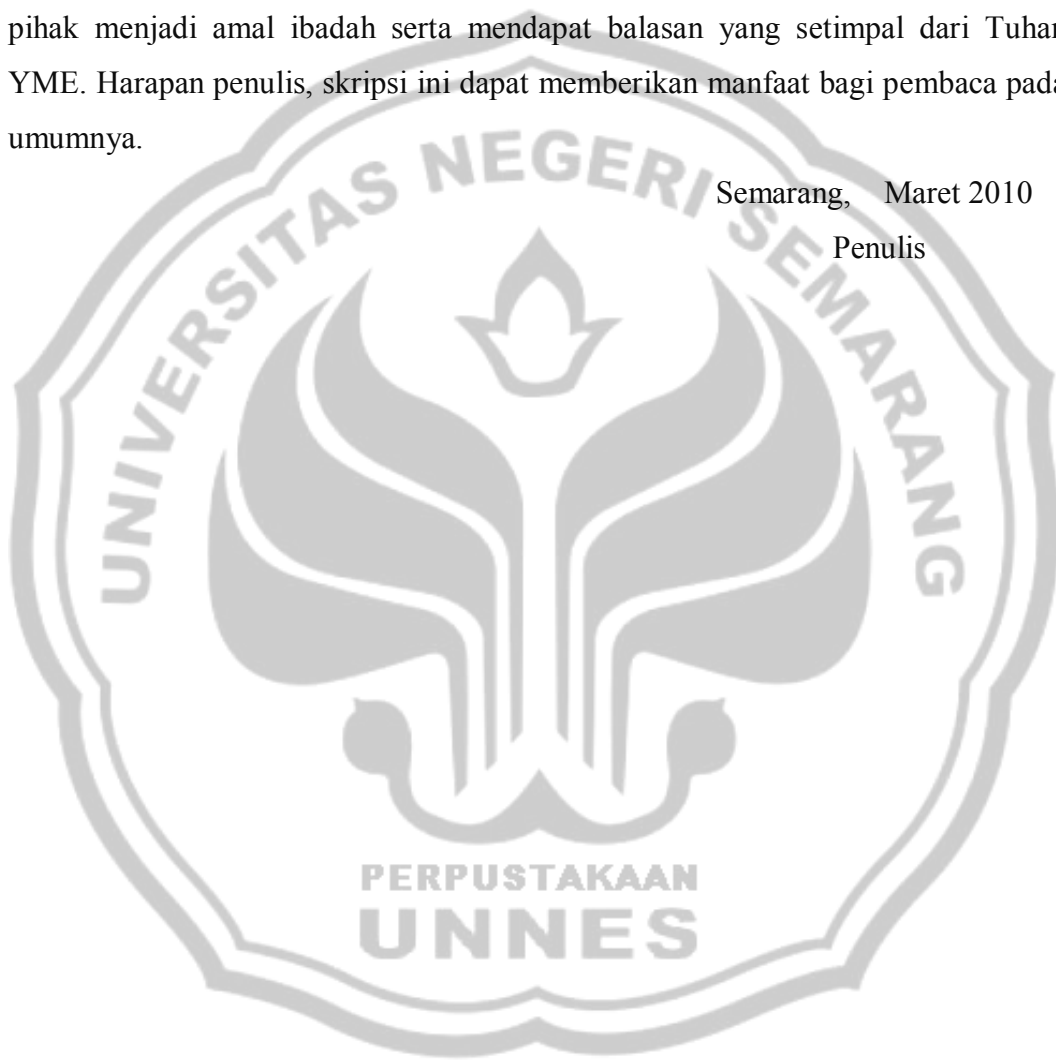 pihak menjadi amal ibadah serta mendapat balasan yang setimpal dari Tuhan
YME. Harapan penulis, skripsi ini dapat memberikan manfaat bagi pembaca pada
umumnya.
Semarang, Maret 2010
Penulis
UNIVERSITAS NEGERI SEMARANG
PERPUSTAKAAN
UNNES